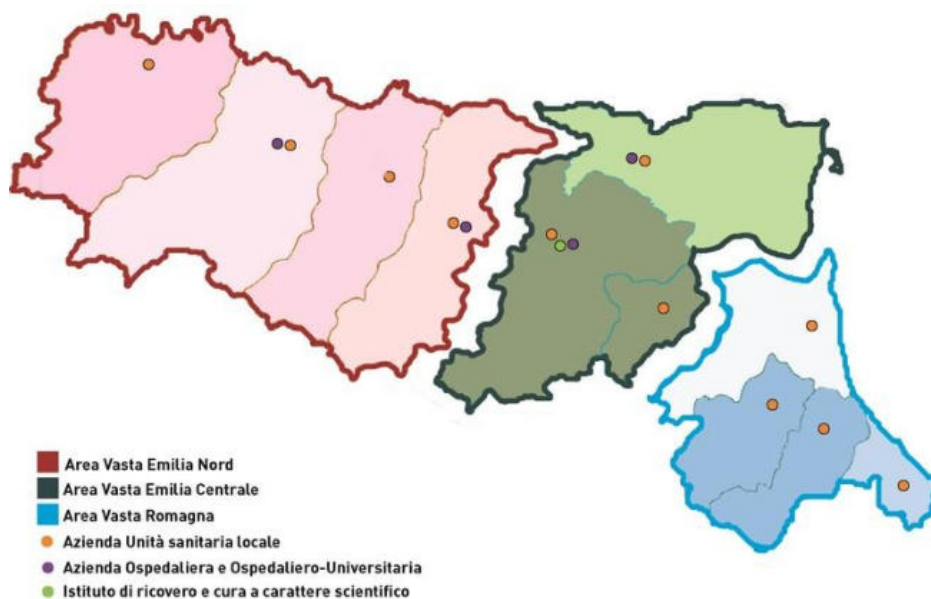 Area Vasta Emilia Nord
Area Vasta Emilia Centrale
Area Vasta Romagna
Azienda Unità sanitaria locale
Azienda Ospedaliera e Ospedaliero-Universitaria
Istituto di ricovero e cura a carattere scientifico